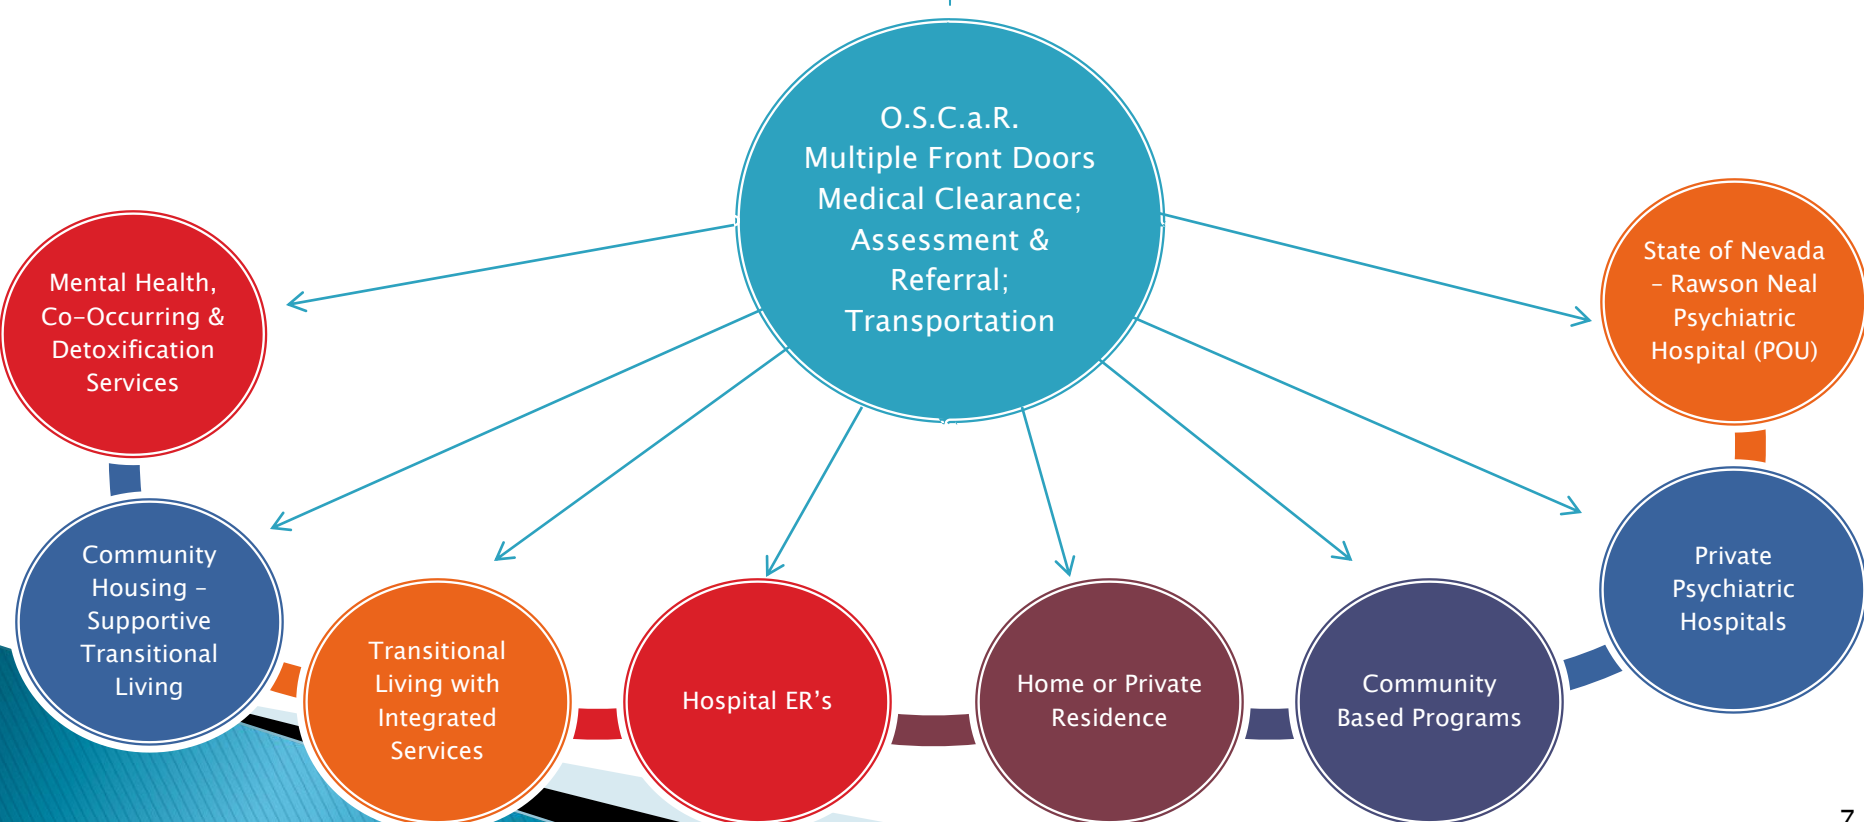 O.S.C.a.R.
Multiple Front Doors
Medical Clearance;
Assessment &
Referral;
Transportation
Mental Health,
Co-Occurring &
Detoxification
Services
Community
Housing –
Supportive
Transitional
Living
Transitional
Living with
Integrated
Services
Hospital ER’s
Home or Private
Residence
Community
Based Programs
Private
Psychiatric
Hospitals
State of Nevada
– Rawson Neal
Psychiatric
Hospital (POU)
7